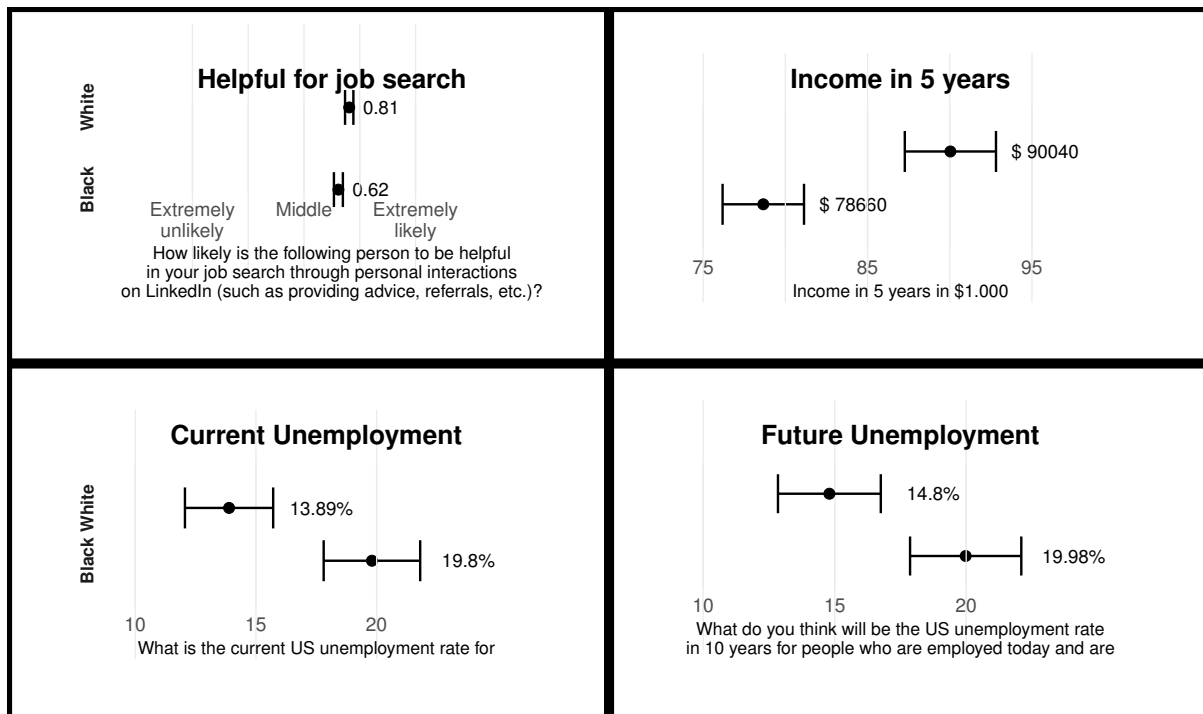 Helpful for job search
White
0.81
Black
0.62
Extremely unlikely
Middle
Extremely likely
How likely is the following person to be helpful
in your job search through personal interactions
on LinkedIn (such as providing advice, referrals, etc.)?
Income in 5 years
$ 90040
$ 78660
75 85 95
Income in 5 years in $1.000
Current Unemployment
Black White
13.89%
19.8%
10 15 20
What is the current US unemployment rate for
Future Unemployment
14.8%
19.98%
10 15 20
What do you think will be the US unemployment rate
in 10 years for people who are employed today and are